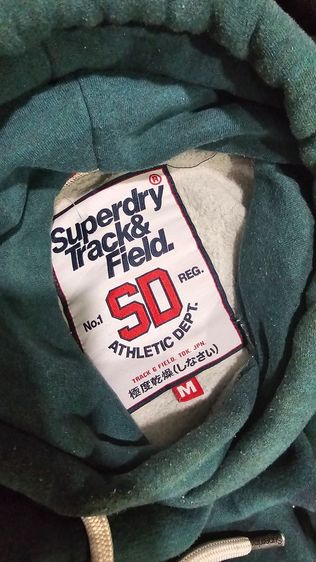 ®
Superdry
Track&
Field.
No.1 SD REG.
ATHLETIC DEPT.
TRACK & FIELD. TOK. JPN.
極度乾燥(しなさい)
M